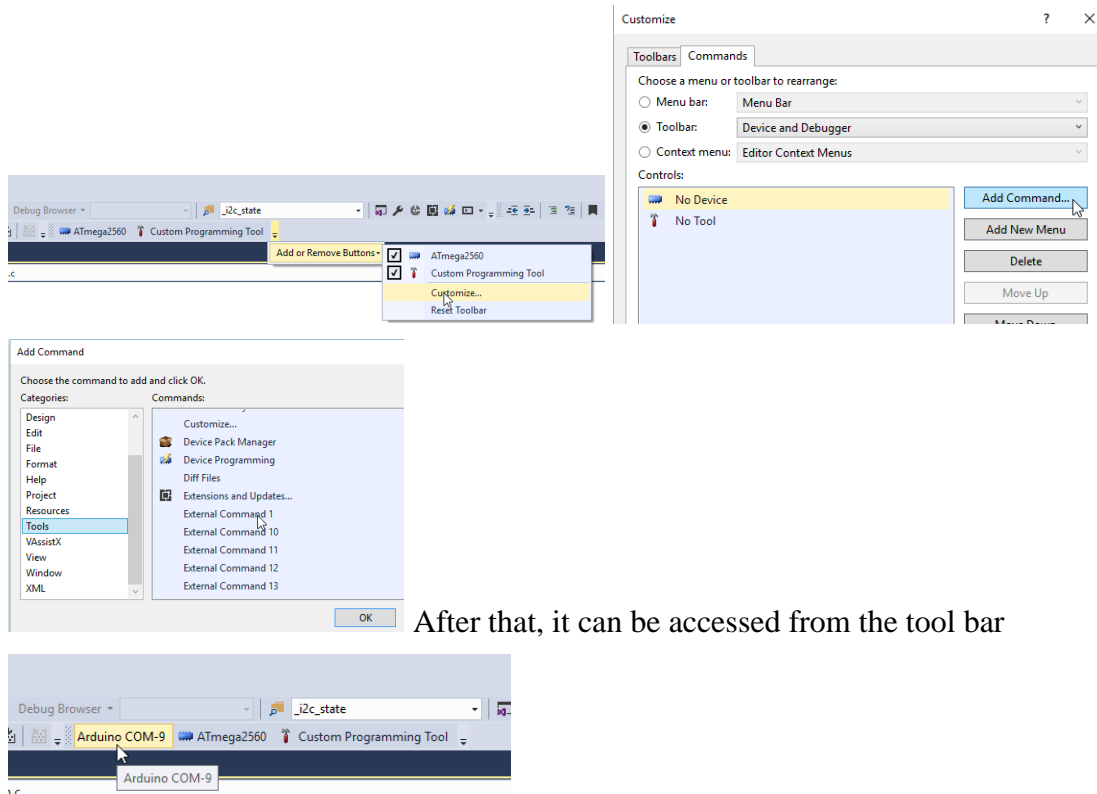 Debug Browser
_i2c_state
ATmega2560 Custom Programming Tool
Add or Remove Buttons
.c
ATmega2560
Custom Programming Tool
Customize...
Reset Toolbar
Customize ? X
Toolbars Commands
Choose a menu or toolbar to rearrange:
Menu bar: Menu Bar
Toolbar: Device and Debugger
Context menu: Editor Context Menus
Controls:
No Device
No Tool
Add Command...
Add New Menu
Delete
Move Up
Move Down
Add Command
Choose the command to add and click OK.
Categories: Commands:
Design
Edit
File
Format
Help
Project
Resources
Tools
VAssistX
View
Window
XML
Customize...
Device Pack Manager
Device Programming
Diff Files
Extensions and Updates...
External Command 1
External Command 10
External Command 11
External Command 12
External Command 13
OK
After that, it can be accessed from the tool bar
Debug Browser
_i2c_state
Arduino COM-9 ATmega2560 Custom Programming Tool
Arduino COM-9